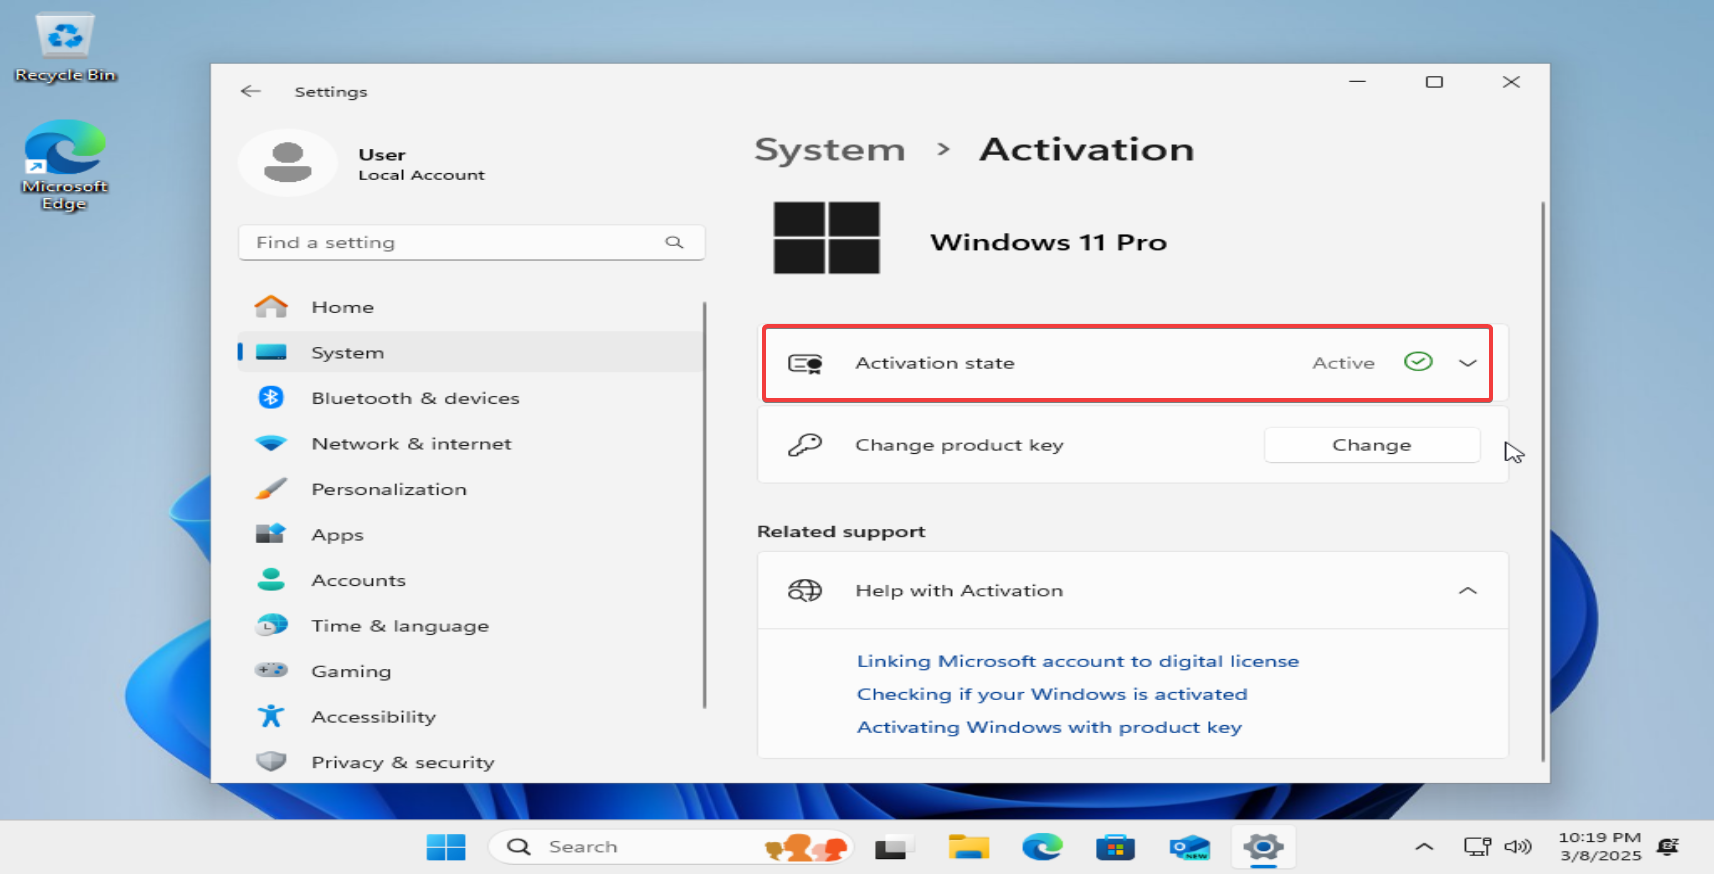 Recycle Bin
Microsoft
Edge
Settings
User
Local Account
Find a setting
Home
System
Bluetooth & devices
Network & internet
Personalization
Apps
Accounts
Time & language
Gaming
Accessibility
Privacy & security
System > Activation
Windows 11 Pro
Activation state Active
Change product key Change
Related support
Help with Activation
Linking Microsoft account to digital license
Checking if your Windows is activated
Activating Windows with product key
Search
NEW
10:19 PM
3/8/2025